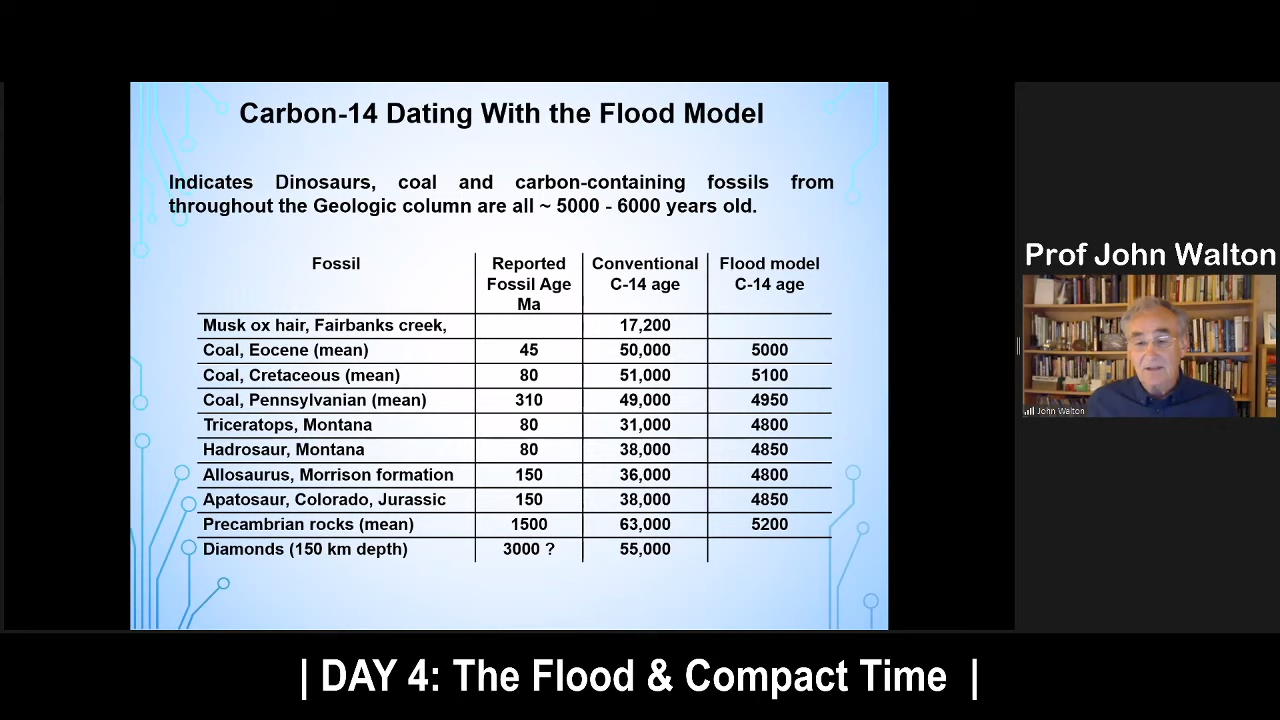 Carbon-14 Dating With the Flood Model
Indicates Dinosaurs, coal and carbon-containing fossils from
throughout the Geologic column are all ~ 5000 - 6000 years old.
Fossil Reported Fossil Age Ma Conventional C-14 age Flood model C-14 age
Musk ox hair, Fairbanks creek, 17,200
Coal, Eocene (mean) 45 50,000 5000
Coal, Cretaceous (mean) 80 51,000 5100
Coal, Pennsylvanian (mean) 310 49,000 4950
Triceratops, Montana 80 31,000 4800
Hadrosaur, Montana 80 38,000 4850
Allosaurus, Morrison formation 150 36,000 4800
Apatosaur, Colorado, Jurassic 150 38,000 4850
Precambrian rocks (mean) 1500 63,000 5200
Diamonds (150 km depth) 3000 ? 55,000
Prof John Walton
John Walton
| DAY 4: The Flood & Compact Time |